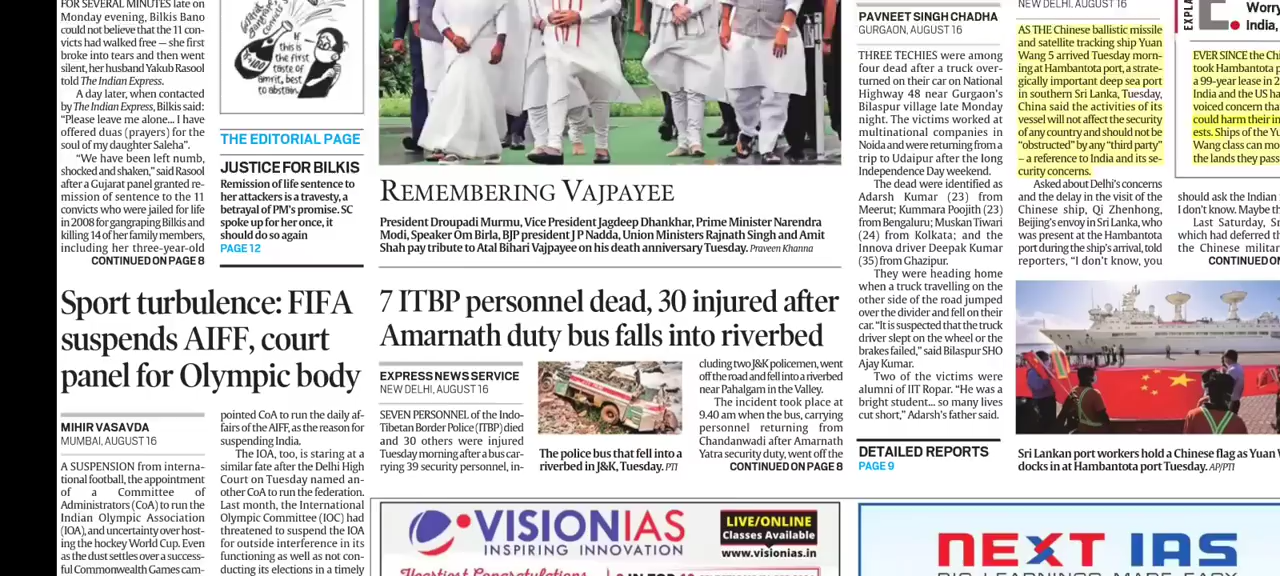 FOR SEVERAL MINUTES late on
Monday evening, Bilkis Bano
could not believe that the 11 con-
victs had walked free — she first
broke into tears and then went
silent, her husband Yakub Rasool
told The Indian Express.
A day later, when contacted
by The Indian Express, Bilkis said:
"Please leave me alone... I have
offered duas (prayers) for the
soul of my daughter Saleha".
"We have been left numb,
shocked and shaken," said Rasool
after a Gujarat panel granted re-
mission of sentence to the 11
convicts who were jailed for life
in 2008 for gangraping Bilkis and
killing 14 of her family members,
including her three-year-old
CONTINUED ON PAGE 8
If
this is
the first
taste of
amrit, best
to abstain.
THE EDITORIAL PAGE
JUSTICE FOR BILKIS
Remission of life sentence to
her attackers is a travesty, a
betrayal of PM's promise. SC
spoke up for her once, it
should do so again
PAGE 12
REMEMBERING VAJPAYEE
President Droupadi Murmu, Vice President Jagdeep Dhankhar, Prime Minister Narendra
Modi, Speaker Om Birla, BJP president J P Nadda, Union Ministers Rajnath Singh and Amit
Shah pay tribute to Atal Bihari Vajpayee on his death anniversary Tuesday. Praveen Khanna
Sport turbulence: FIFA
suspends AIFF, court
panel for Olympic body
MIHIR VASAVDA
MUMBAI, AUGUST 16
A SUSPENSION from interna-
tional football, the appointment
of a Committee of
Administrators (CoA) to run the
Indian Olympic Association
(IOA), and uncertainty over host-
ing the hockey World Cup. Even
as the dust settles over a success-
ful Commonwealth Games cam-
pointed CoA to run the daily af-
fairs of the AIFF, as the reason for
suspending India.
The IOA, too, is staring at a
similar fate after the Delhi High
Court on Tuesday named an-
other CoA to run the federation.
Last month, the International
Olympic Committee (IOC) had
threatened to suspend the IOA
for outside interference in its
functioning as well as not con-
ducting its elections in a timely
7 ITBP personnel dead, 30 injured after
Amarnath duty bus falls into riverbed
EXPRESS NEWS SERVICE
NEW DELHI, AUGUST 16
SEVEN PERSONNEL of the Indo-
Tibetan Border Police (ITBP) died
and 30 others were injured
Tuesday morning after a bus car-
rying 39 security personnel, in-
The police bus that fell into a
riverbed in J&K, Tuesday. PTI
cluding two J&K policemen, went
off the road and fell into a riverbed
near Pahalgam in the Valley.
The incident took place at
9.40 am when the bus, carrying
personnel returning from
Chandanwadi after Amarnath
Yatra security duty, went off the
CONTINUED ON PAGE 8
PAVNEET SINGH CHADHA
GURGAON, AUGUST 16
THREE TECHIES were among
four dead after a truck over-
turned on their car on National
Highway 48 near Gurgaon's
Bilaspur village late Monday
night. The victims worked at
multinational companies in
Noida and were returning from a
trip to Udaipur after the long
Independence Day weekend.
The dead were identified as
Adarsh Kumar (23) from
Meerut; Kummara Poojith (23)
from Bengaluru; Muskan Tiwari
(24) from Kolkata; and the
Innova driver Deepak Kumar
(35) from Ghazipur.
They were heading home
when a truck travelling on the
other side of the road jumped
over the divider and fell on their
car. "It is suspected that the truck
driver slept on the wheel or the
brakes failed," said Bilaspur SHO
Ajay Kumar.
Two of the victims were
alumni of IIT Ropar. "He was a
bright student... so many lives
cut short," Adarsh's father said.
DETAILED REPORTS
PAGE 9
NEW DELHI, AUGUST 16
AS THE Chinese ballistic missile
and satellite tracking ship Yuan
Wang 5 arrived Tuesday morn-
ing at Hambantota port, a strate-
gically important deep sea port
in southern Sri Lanka, Tuesday,
China said the activities of its
vessel will not affect the security
of any country and should not be
"obstructed" by any "third party"
– a reference to India and its se-
curity concerns.
Asked about Delhi's concerns
and the delay in the visit of the
Chinese ship, Qi Zhenhong,
Beijing's envoy in Sri Lanka, who
was present at the Hambantota
port during the ship's arrival, told
reporters, "I don't know, you
EXPLA
E.
Worry
India,
EVER SINCE the Chi
took Hambantota p
a 99-year lease in 2
India and the US ha
voiced concern tha
could harm their in
ests. Ships of the Yu
Wang class can mo
the lands they pass
should ask the Indian
I don't know. Maybe th
Last Saturday, S
which had deferred th
the Chinese militar
CONTINUED ON
Sri Lankan port workers hold a Chinese flag as Yuan W
docks in at Hambantota port Tuesday. AP/PTI
VISIONIAS
INSPIRING INNOVATION
LIVE/ONLINE
Classes Available
www.visionias.in
NEXT IAS